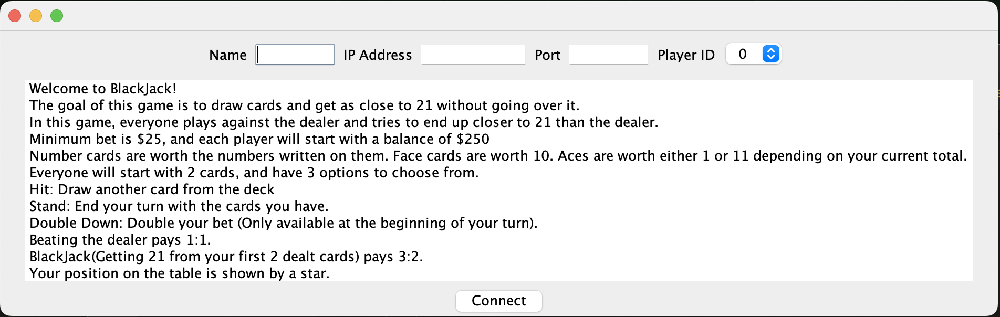 Name IP Address Port Player ID 0
Welcome to BlackJack!
The goal of this game is to draw cards and get as close to 21 without going over it.
In this game, everyone plays against the dealer and tries to end up closer to 21 than the dealer.
Minimum bet is $25, and each player will start with a balance of $250
Number cards are worth the numbers written on them. Face cards are worth 10. Aces are worth either 1 or 11 depending on your current total.
Everyone will start with 2 cards, and have 3 options to choose from.
Hit: Draw another card from the deck
Stand: End your turn with the cards you have.
Double Down: Double your bet (Only available at the beginning of your turn).
Beating the dealer pays 1:1.
BlackJack(Getting 21 from your first 2 dealt cards) pays 3:2.
Your position on the table is shown by a star.
Connect